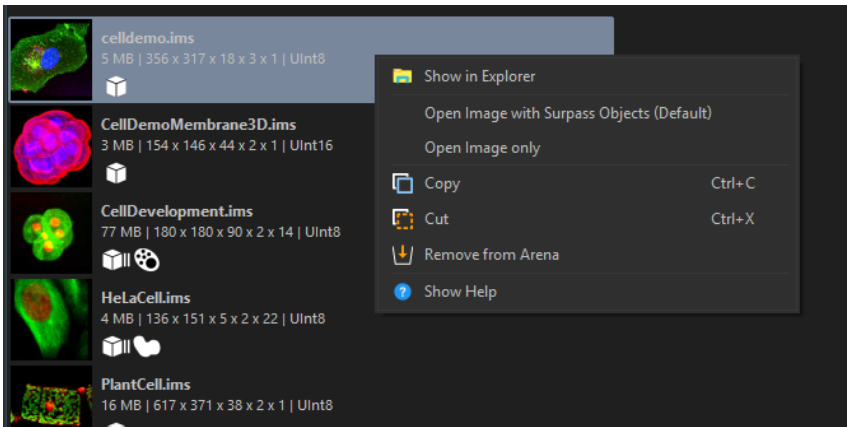 celldemo.ims
5 MB | 356 x 317 x 18 x 3 x 1 | UInt8
Show in Explorer
Open Image with Surpass Objects (Default)
Open Image only
Copy Ctrl+C
Cut Ctrl+X
Remove from Arena
Show Help
CellDemoMembrane3D.ims
3 MB | 154 x 146 x 44 x 2 x 1 | UInt16
CellDevelopment.ims
77 MB | 180 x 180 x 90 x 2 x 14 | UInt8
HeLaCell.ims
4 MB | 136 x 151 x 5 x 2 x 22 | UInt8
PlantCell.ims
16 MB | 617 x 371 x 38 x 2 x 1 | UInt8